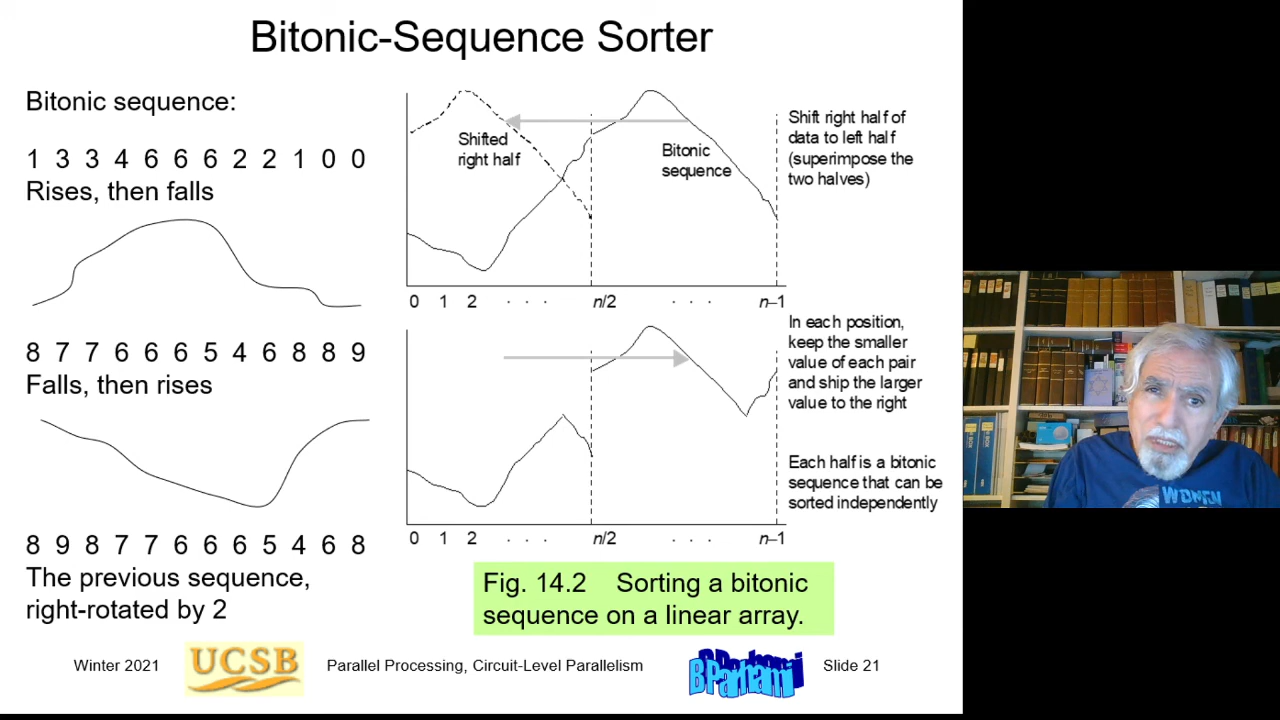 Bitonic-Sequence Sorter
Bitonic sequence:
1 3 3 4 6 6 6 2 2 1 0 0
Rises, then falls
8 7 7 6 6 6 5 4 6 8 8 9
Falls, then rises
8 9 8 7 7 6 6 6 5 4 6 8
The previous sequence,
right-rotated by 2
Shifted
right half
Bitonic
sequence
0 1 2 . . . n/2 . . . n–1
Shift right half of
data to left half
(superimpose the
two halves)
0 1 2 . . . n/2 . . . n–1
In each position,
keep the smaller
value of each pair
and ship the larger
value to the right
Each half is a bitonic
sequence that can be
sorted independently
Fig. 14.2 Sorting a bitonic
sequence on a linear array.
Winter 2021
UCSB
Parallel Processing, Circuit-Level Parallelism
B Parhami
Slide 21
WOMEN